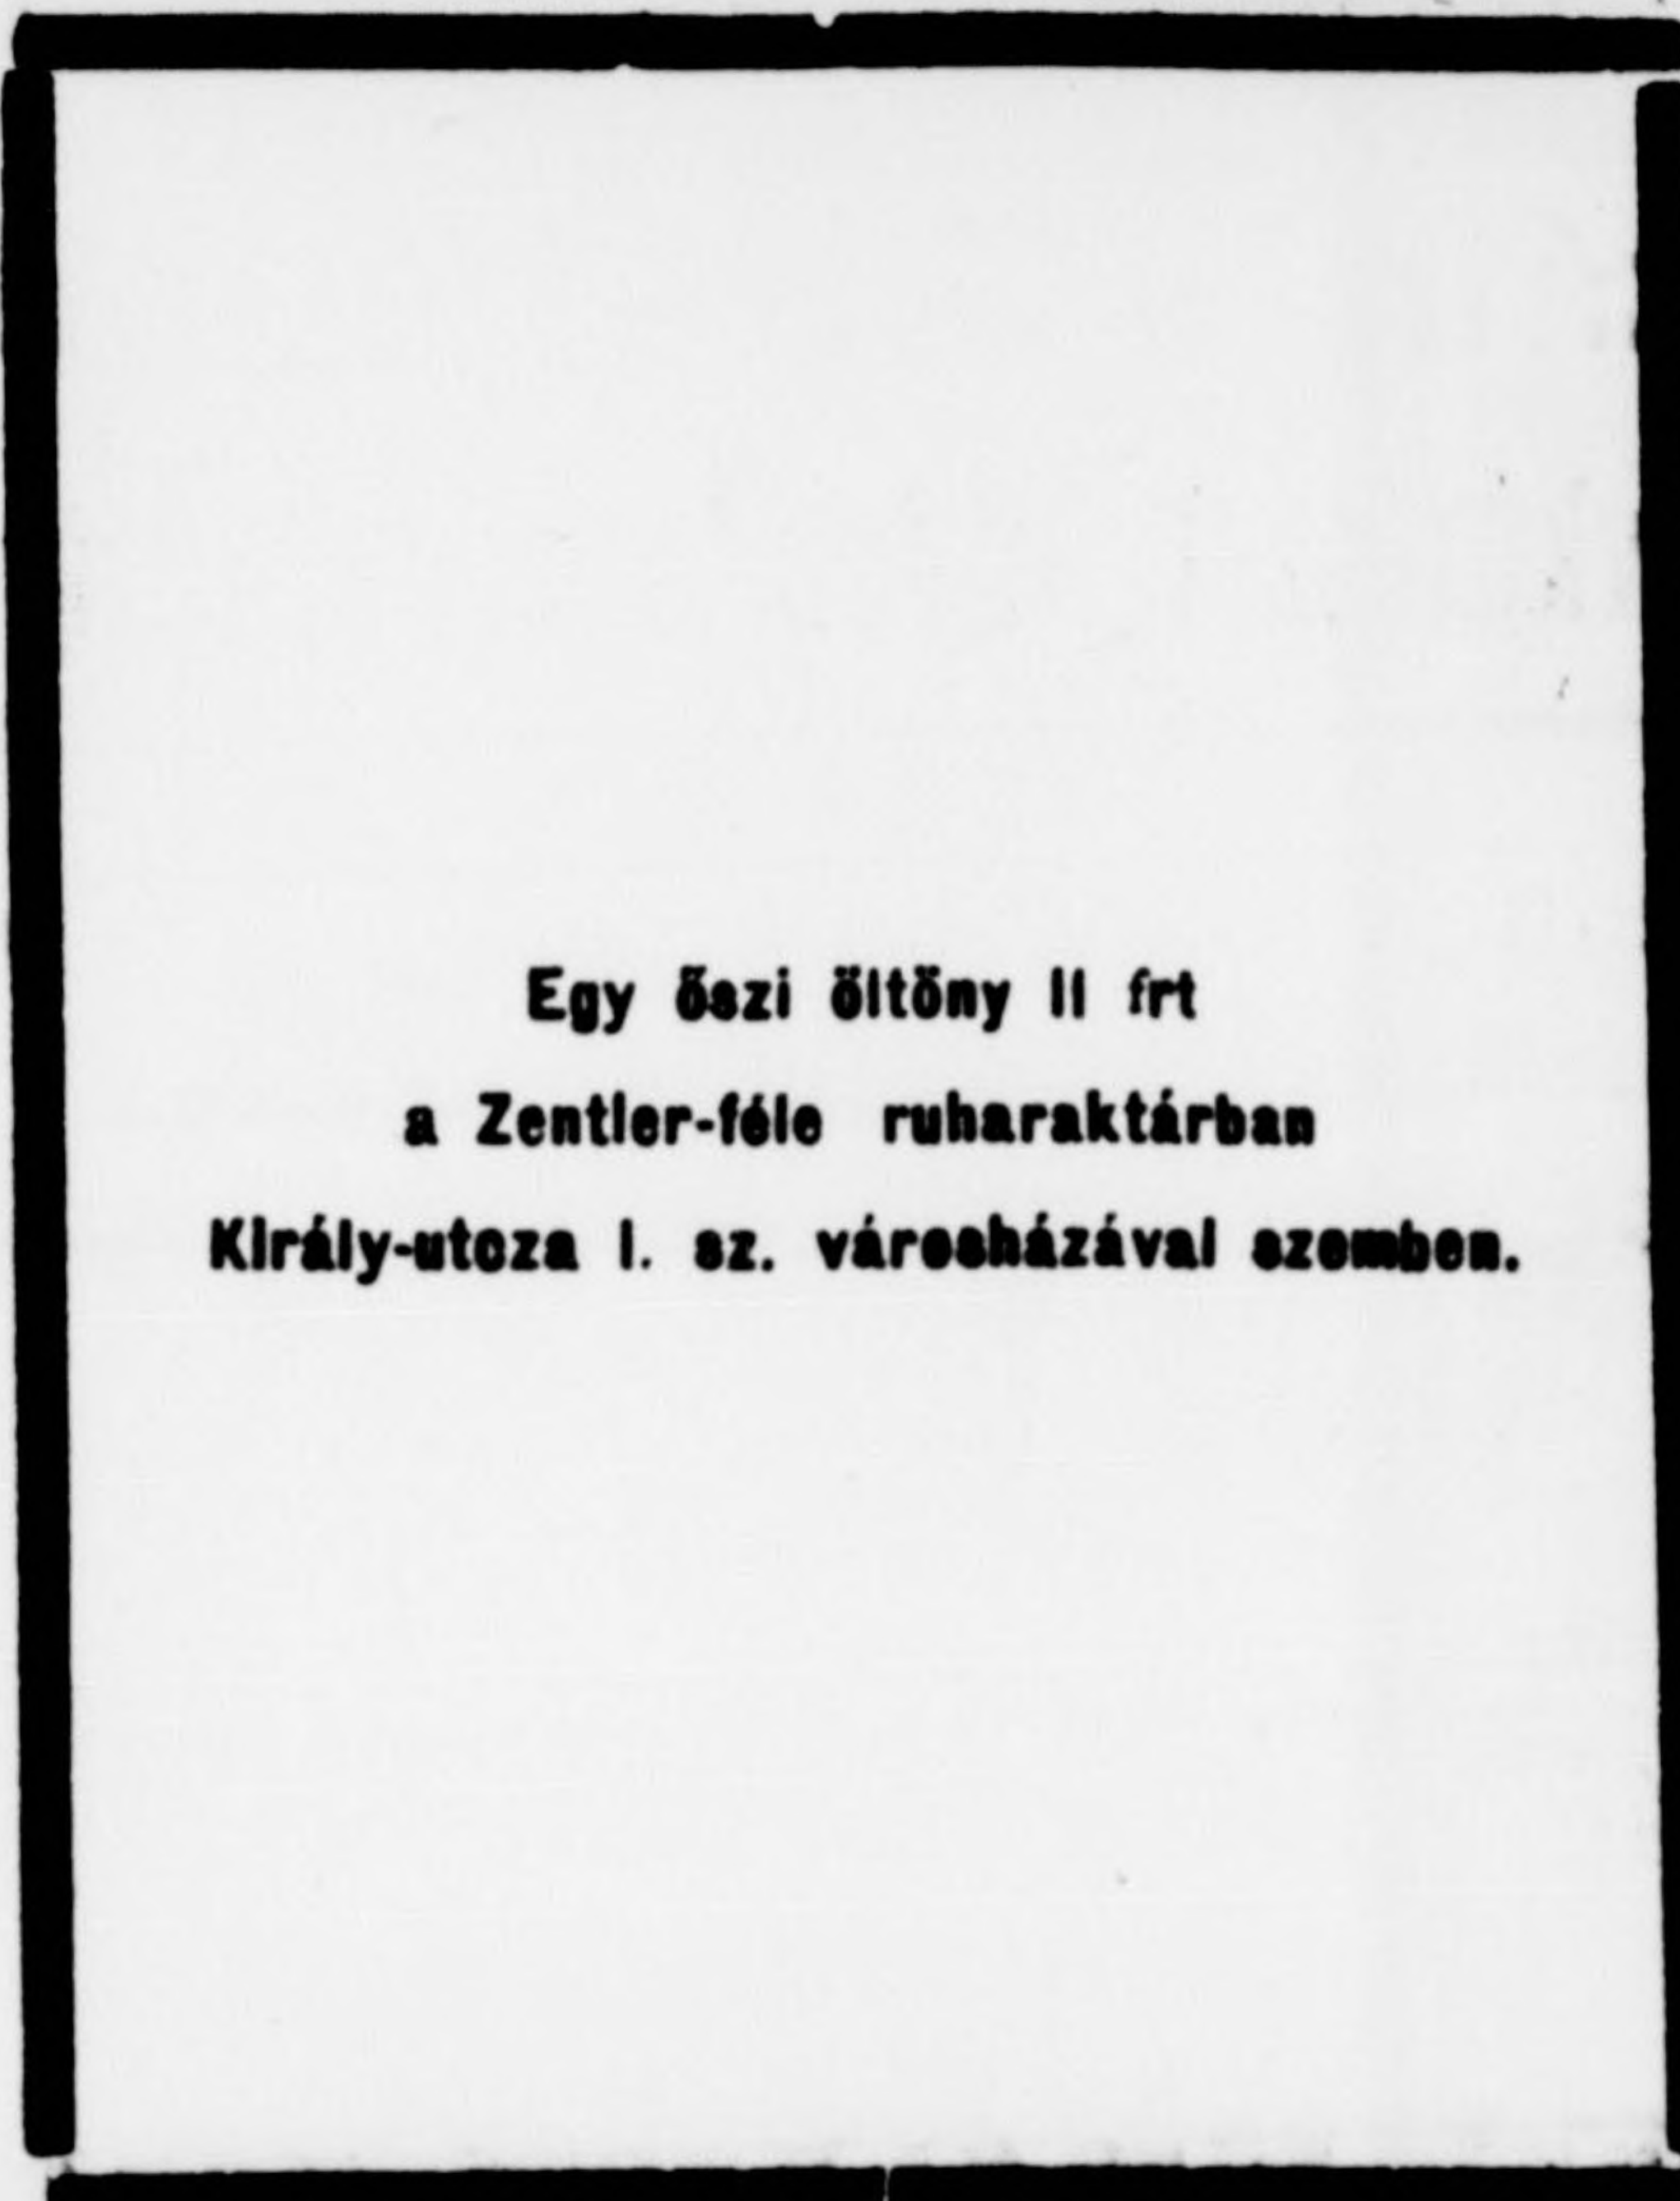 Egy őszi öltöny 11 frt
a Zentler-féle ruharaktárban
Király-utcza 1. sz. városházával szemben.